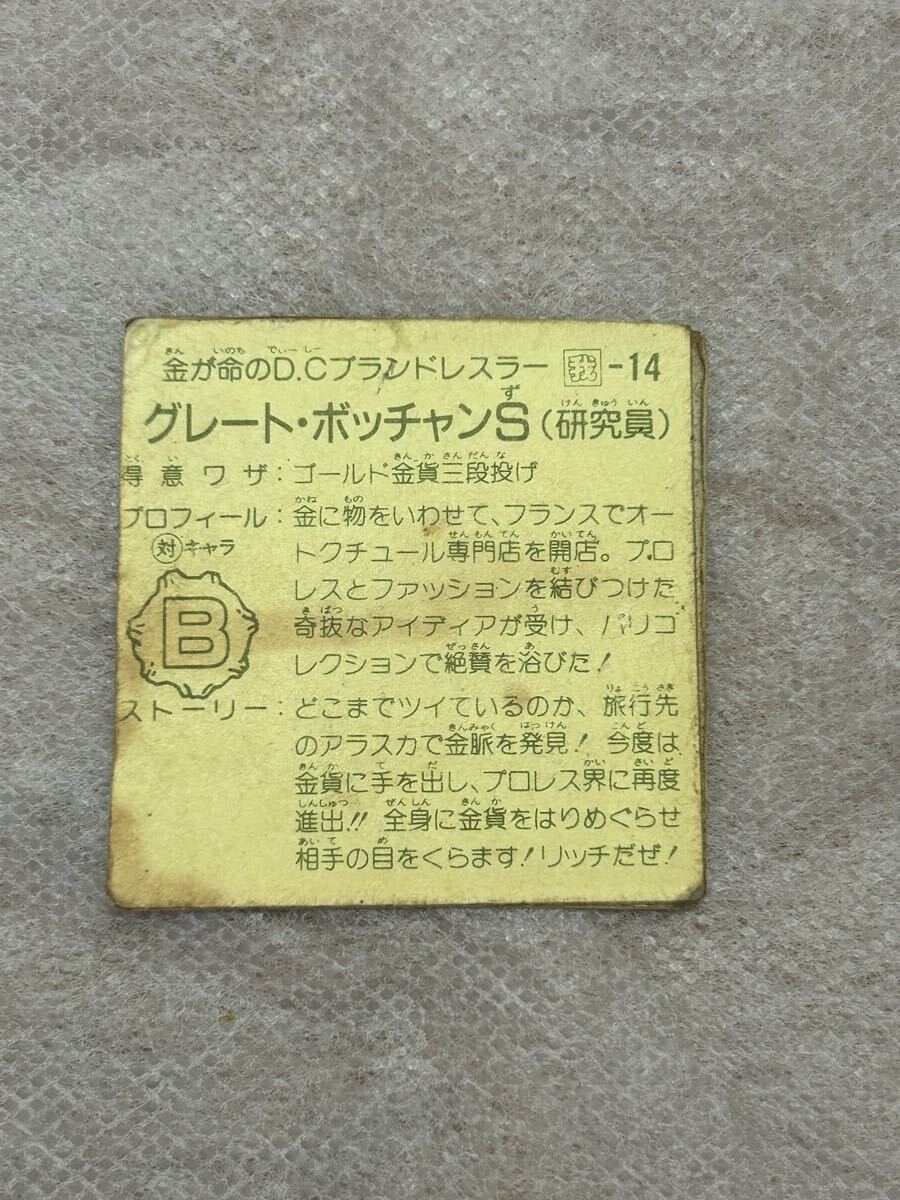 金が命のD.Cブランドレスラー 我-14
グレート・ボッチャンS(研究員)
得意ワザ:ゴールド金貨三段投げ
プロフィール:金に物をいわせて、フランスでオー
対キャラ トクチュール専門店を開店。プロ
レスとファッションを結びつけた
B 奇抜なアイディアが受け、パリコ
レクションで絶賛を浴びた!
ストーリー:どこまでツイているのか、旅行先
のアラスカで金脈を発見! 今度は
金貨に手を出し、プロレス界に再度
進出!! 全身に金貨をはりめぐらせ
相手の目をくらます!リッチだぜ!